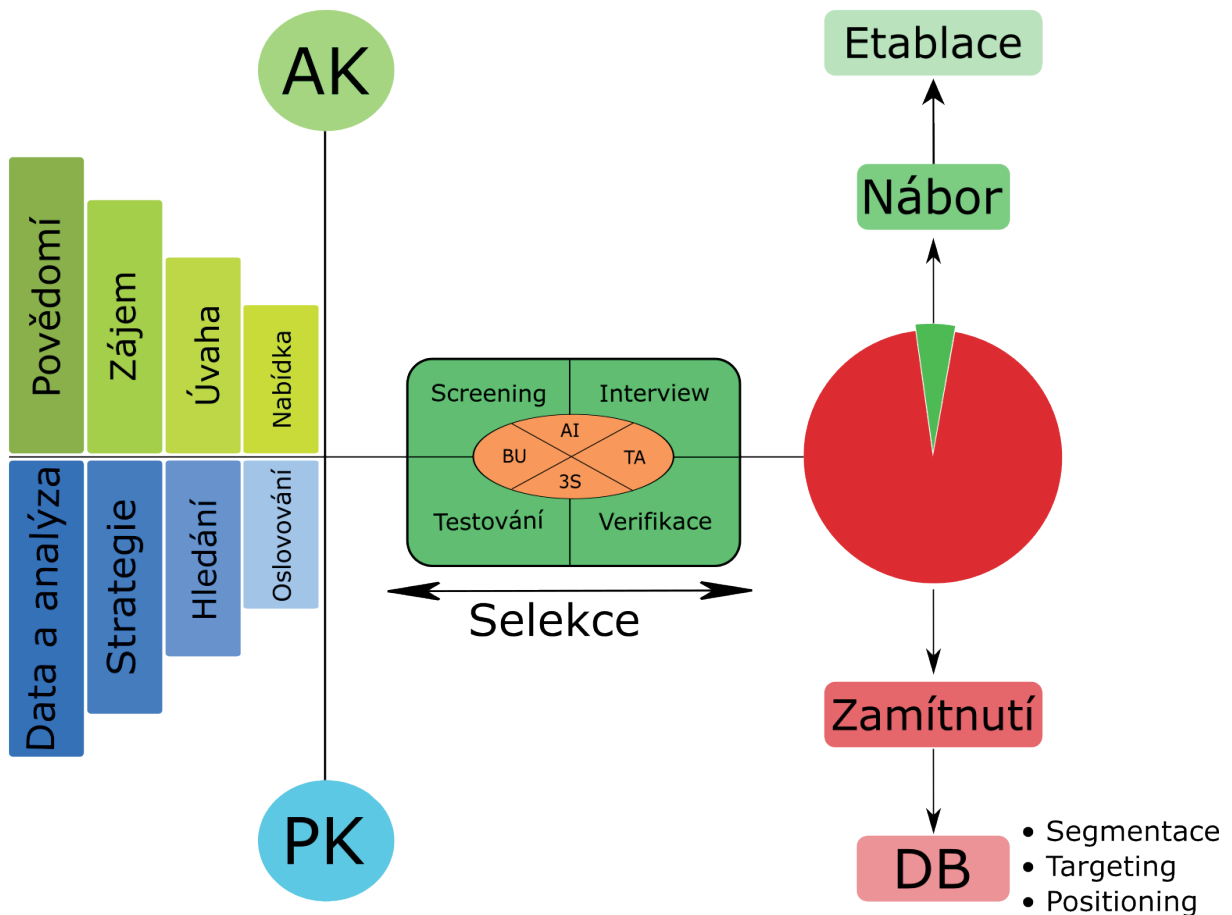 AK
Povědomí
Zájem
Úvaha
Nabídka
Data a analýza
Strategie
Hledání
Oslovování
PK
Screening
Interview
AI
BU
TA
3S
Testování
Verifikace
Selekce
Etablace
Nábor
Zamítnutí
DB
• Segmentace
• Targeting
• Positioning